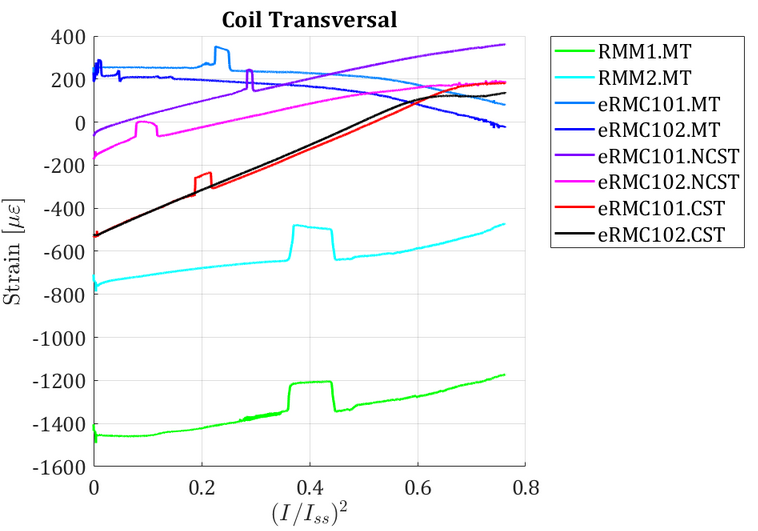 Coil Transversal
400
200
0
-200
-400
-600
-800
-1000
-1200
-1400
-1600
Strain [με]
0 0.2 0.4 0.6 0.8
(I/I_ss)^2
RMM1.MT
RMM2.MT
eRMC101.MT
eRMC102.MT
eRMC101.NCST
eRMC102.NCST
eRMC101.CST
eRMC102.CST